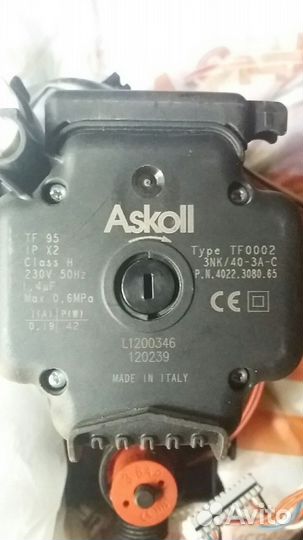 Askoll
TF 95
IP X2
Class H
230V 50Hz
1,4µF
Max 0,6MPa
I(A) P(W)
0,19 42
Type TF0002
3NK/40-3A-C
P.N.4022.3080.65
CE
L1200346
120239
MADE IN ITALY
Avito